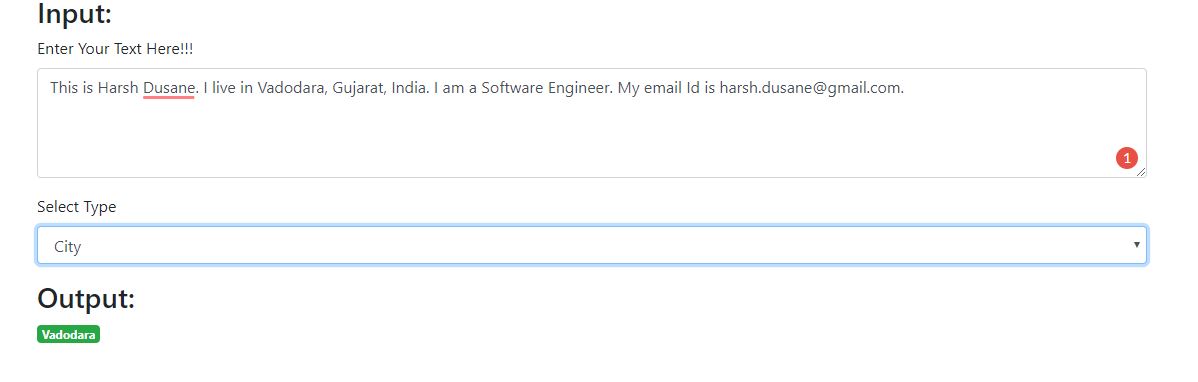 Input:
Enter Your Text Here!!!
This is Harsh Dusane. I live in Vadodara, Gujarat, India. I am a Software Engineer. My email Id is harsh.dusane@gmail.com.
1
Select Type
City
Output:
Vadodara